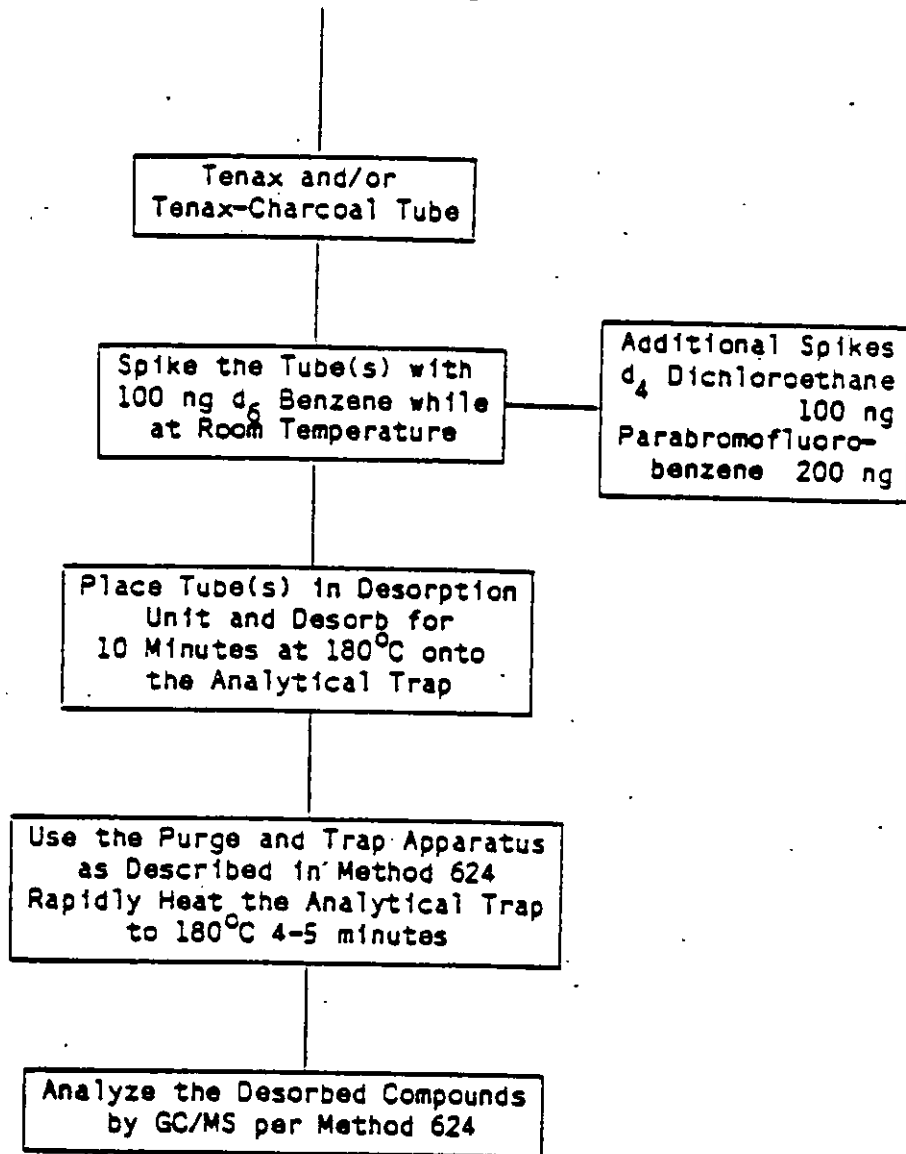 Tenax and/or
Tenax-Charcoal Tube
Spike the Tube(s) with
100 ng d6 Benzene while
at Room Temperature
Additional Spikes
d4 Dichloroethane
100 ng
Parabromofluoro-
benzene 200 ng
Place Tube(s) in Desorption
Unit and Desorb for
10 Minutes at 180°C onto
the Analytical Trap
Use the Purge and Trap Apparatus
as Described in Method 624
Rapidly Heat the Analytical Trap
to 180°C 4-5 minutes
Analyze the Desorbed Compounds
by GC/MS per Method 624